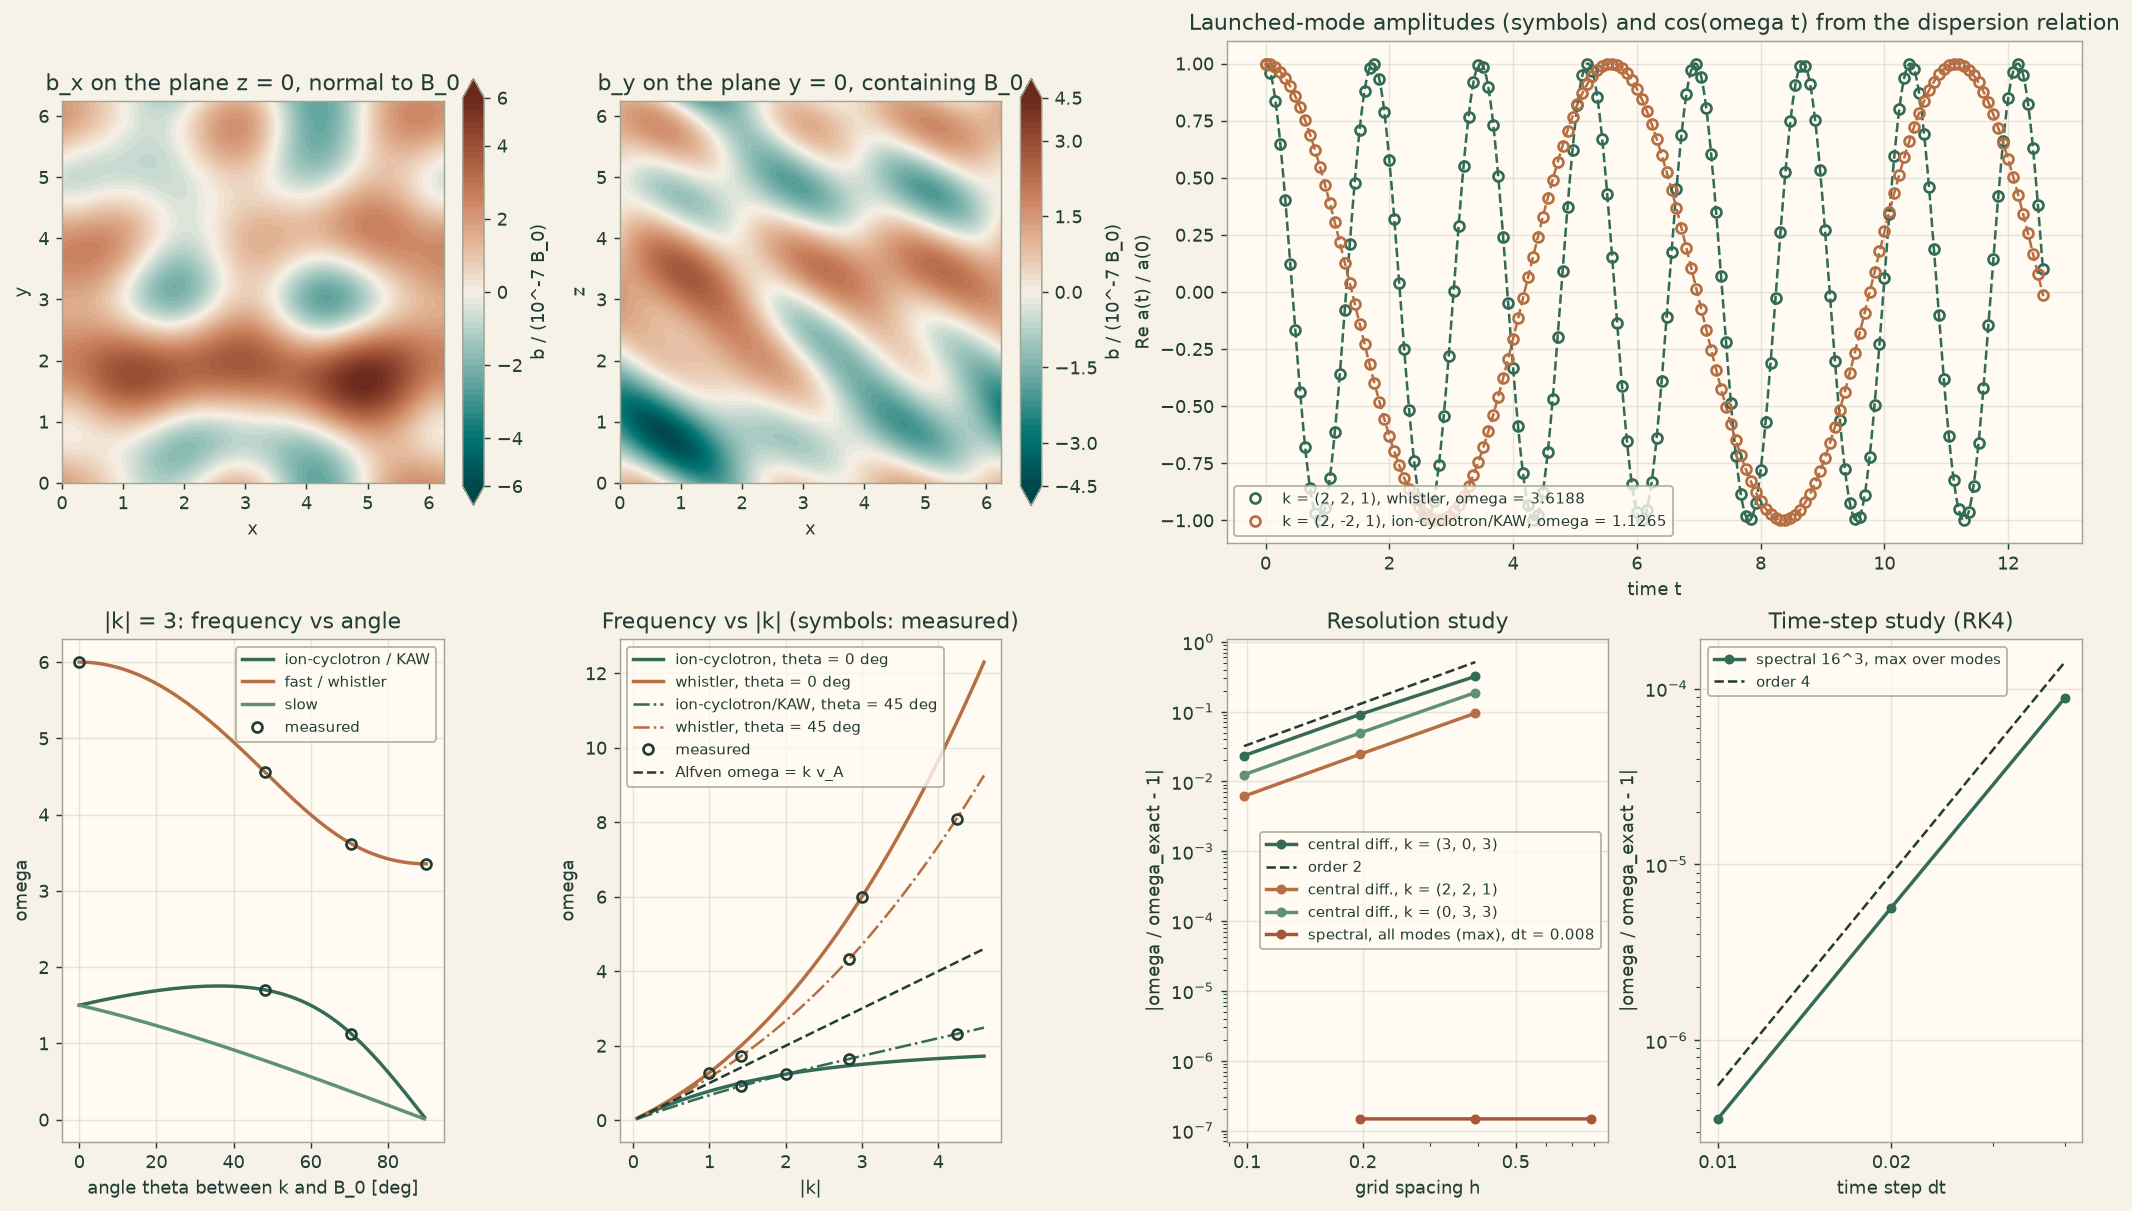 b_x on the plane z = 0, normal to B_0
6
5
4
3
2
1
0
y
0 1 2 3 4 5 6
x
6
4
2
0
−2
−4
−6
b / (10^-7 B_0)
b_y on the plane y = 0, containing B_0
6
5
4
3
2
1
0
z
0 1 2 3 4 5 6
x
4.5
3.0
1.5
0.0
−1.5
−3.0
−4.5
b / (10^-7 B_0)
Launched-mode amplitudes (symbols) and cos(omega t) from the dispersion relation
1.00
0.75
0.50
0.25
0.00
−0.25
−0.50
−0.75
−1.00
Re a(t) / a(0)
k = (2, 2, 1), whistler, omega = 3.6188
k = (2, -2, 1), ion-cyclotron/KAW, omega = 1.1265
0 2 4 6 8 10 12
time t
|k| = 3: frequency vs angle
ion-cyclotron / KAW
fast / whistler
slow
measured
6
5
4
3
2
1
0
omega
0 20 40 60 80
angle theta between k and B_0 [deg]
Frequency vs |k| (symbols: measured)
ion-cyclotron, theta = 0 deg
whistler, theta = 0 deg
ion-cyclotron/KAW, theta = 45 deg
whistler, theta = 45 deg
measured
Alfven omega = k v_A
12
10
8
6
4
2
0
omega
0 1 2 3 4
|k|
Resolution study
10^0
10^−1
10^−2
10^−3
10^−4
10^−5
10^−6
10^−7
|omega / omega_exact - 1|
central diff., k = (3, 0, 3)
order 2
central diff., k = (2, 2, 1)
central diff., k = (0, 3, 3)
spectral, all modes (max), dt = 0.008
0.1 0.2 0.5
grid spacing h
Time-step study (RK4)
spectral 16^3, max over modes
order 4
10^−4
10^−5
10^−6
|omega / omega_exact - 1|
0.01 0.02
time step dt